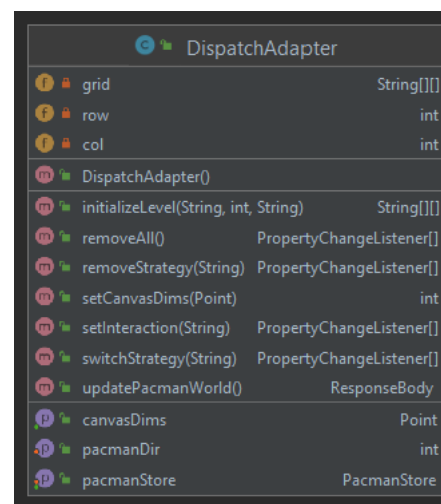 C DispatchAdapter
f grid String[][]
f row int
f col int
m DispatchAdapter()
m initializeLevel(String, int, String) String[][]
m removeAll() PropertyChangeListener[]
m removeStrategy(String) PropertyChangeListener[]
m setCanvasDims(Point) int
m setInteraction(String) PropertyChangeListener[]
m switchStrategy(String) PropertyChangeListener[]
m updatePacmanWorld() ResponseBody
p canvasDims Point
p pacmanDir int
p pacmanStore PacmanStore